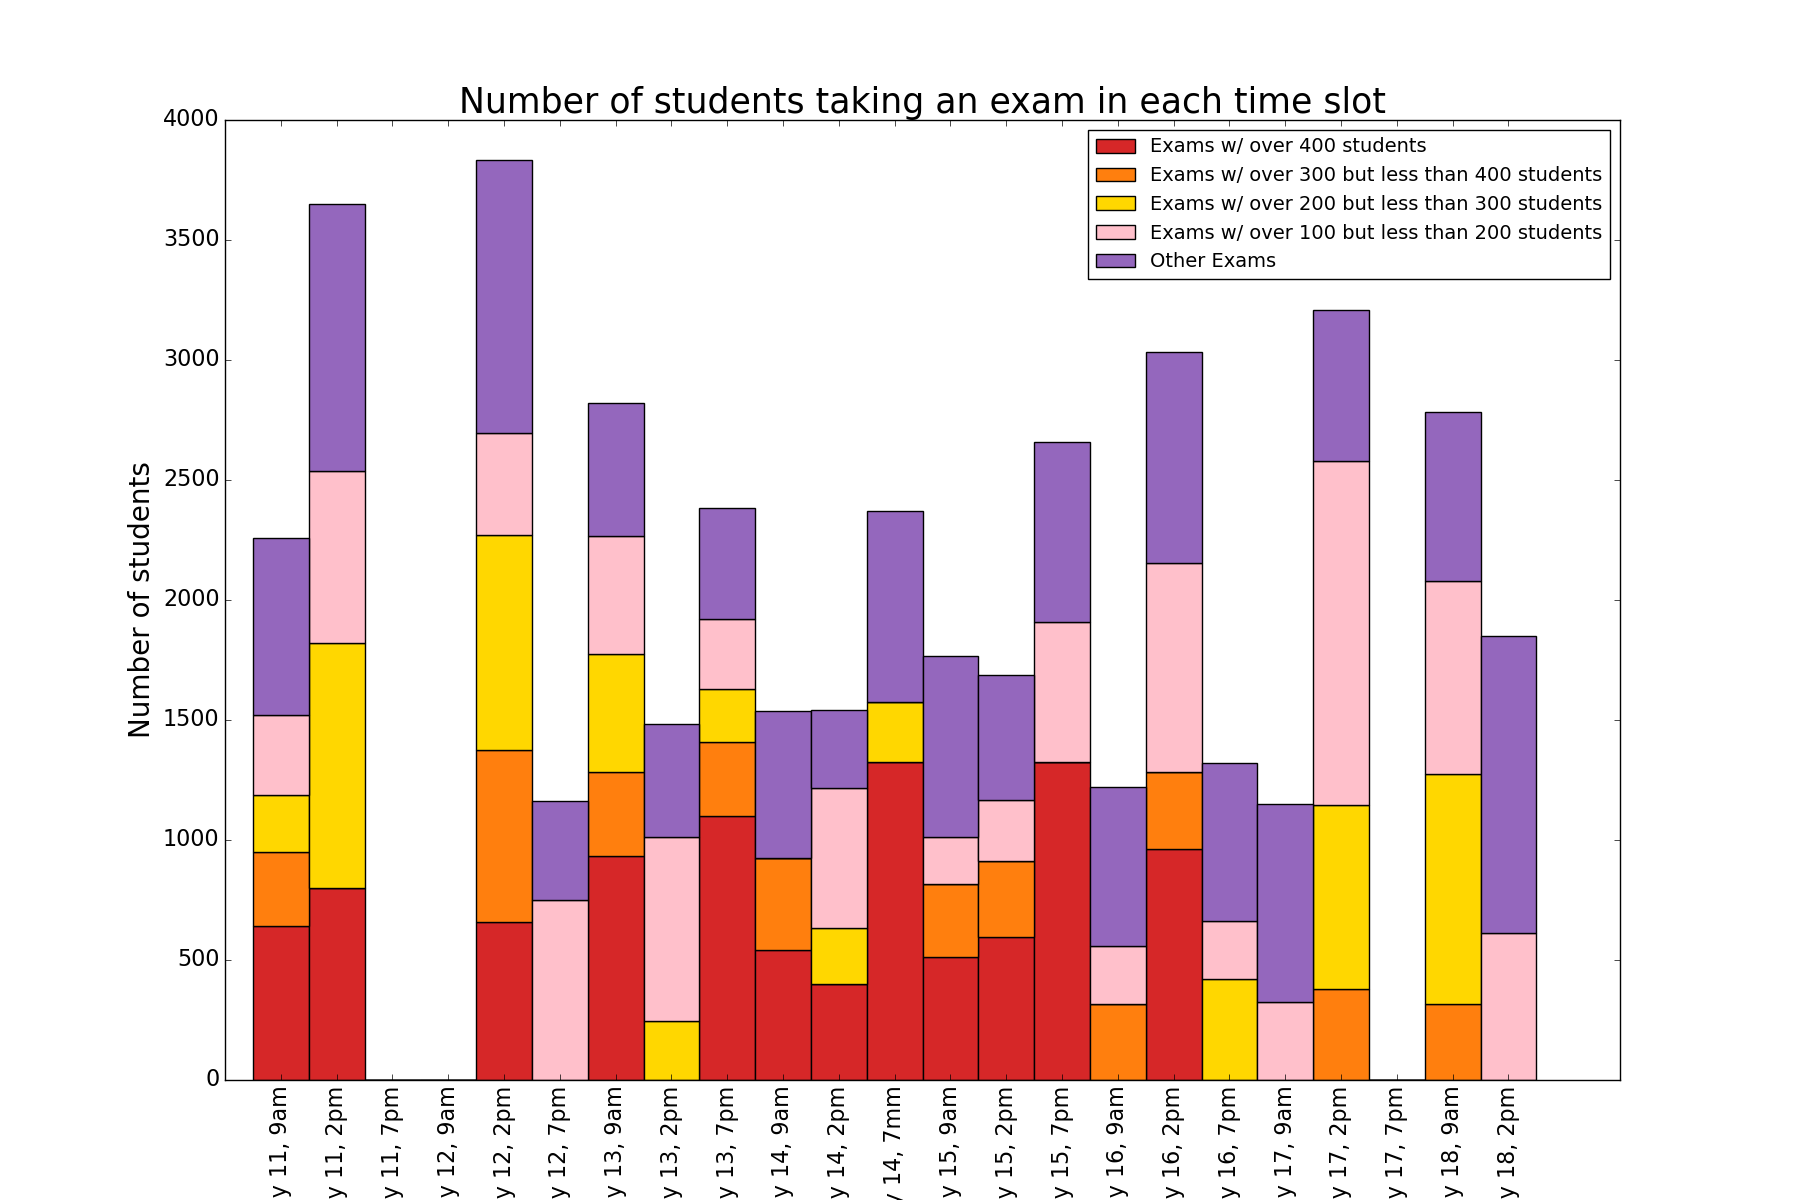 Number of students taking an exam in each time slot
Exams w/ over 400 students
Exams w/ over 300 but less than 400 students
Exams w/ over 200 but less than 300 students
Exams w/ over 100 but less than 200 students
Other Exams
Number of students
4000
3500
3000
2500
2000
1500
1000
500
0
y 11, 9am
y 11, 2pm
y 11, 7pm
y 12, 9am
y 12, 2pm
y 12, 7pm
y 13, 9am
y 13, 2pm
y 13, 7pm
y 14, 9am
y 14, 2pm
y 14, 7mm
y 15, 9am
y 15, 2pm
y 15, 7pm
y 16, 9am
y 16, 2pm
y 16, 7pm
y 17, 9am
y 17, 2pm
y 17, 7pm
y 18, 9am
y 18, 2pm